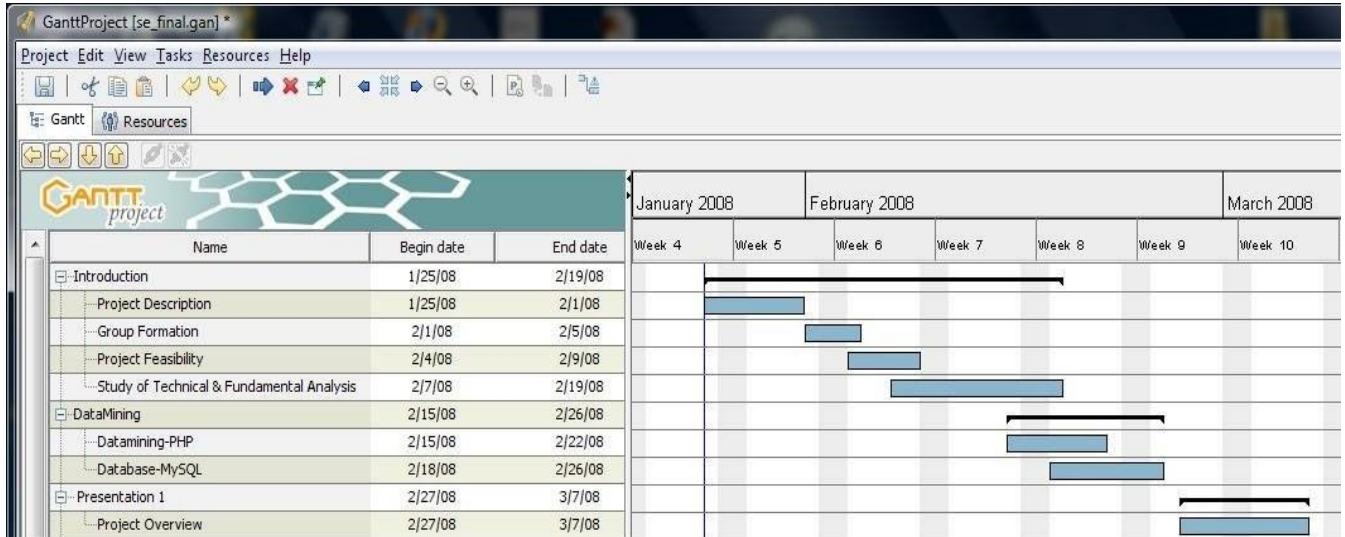 GanttProject [se_final.gan] *
Project Edit View Tasks Resources Help
Gantt Resources
GANTT project
January 2008 February 2008 March 2008
Name Begin date End date Week 4 Week 5 Week 6 Week 7 Week 8 Week 9 Week 10
Introduction 1/25/08 2/19/08
Project Description 1/25/08 2/1/08
Group Formation 2/1/08 2/5/08
Project Feasibility 2/4/08 2/9/08
Study of Technical & Fundamental Analysis 2/7/08 2/19/08
DataMining 2/15/08 2/26/08
Datamining-PHP 2/15/08 2/22/08
Database-MySQL 2/18/08 2/26/08
Presentation 1 2/27/08 3/7/08
Project Overview 2/27/08 3/7/08